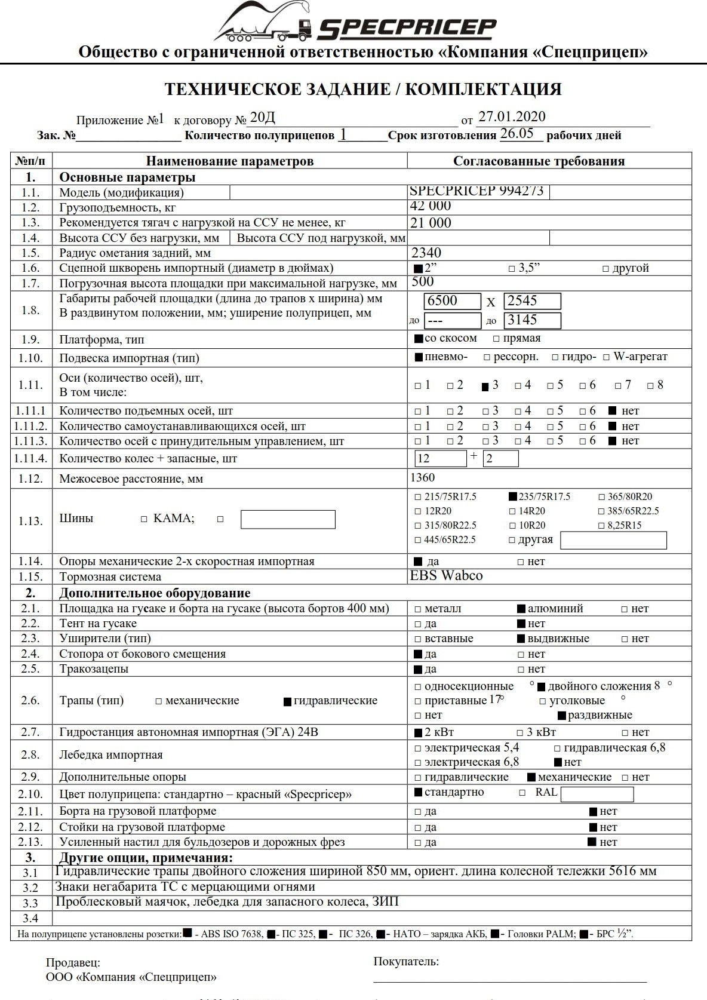 SPECPRICEP
Общество с ограниченной ответственностью «Компания «Спецприцеп»
ТЕХНИЧЕСКОЕ ЗАДАНИЕ / КОМПЛЕКТАЦИЯ
Приложение №1 к договору № 20Д от 27.01.2020
Зак. №________ Количество полуприцепов 1 Срок изготовления 26.05 рабочих дней
№п/п Наименование параметров Согласованные требования
1. Основные параметры
1.1. Модель (модификация) SPECPRICEP 994273
1.2. Грузоподъемность, кг 42 000
1.3. Рекомендуется тягач с нагрузкой на ССУ не менее, кг 21 000
1.4. Высота ССУ без нагрузки, мм Высота ССУ под нагрузкой, мм
1.5. Радиус ометания задний, мм 2340
1.6. Сцепной шкворень импортный (диаметр в дюймах) ■ 2” □ 3,5” □ другой
1.7. Погрузочная высота площадки при максимальной нагрузке, мм 500
1.8. Габариты рабочей площадки (длина до трапов х ширина) мм 6500 X 2545
В раздвинутом положении, мм; уширение полуприцеп, мм до --- до 3145
1.9. Платформа, тип ■ со скосом □ прямая
1.10. Подвеска импортная (тип) ■ пневмо- □ рессорн. □ гидро- □ W-агрегат
1.11. Оси (количество осей), шт, □ 1 □ 2 ■ 3 □ 4 □ 5 □ 6 □ 7 □ 8
В том числе:
1.11.1 Количество подъемных осей, шт □ 1 □ 2 □ 3 □ 4 □ 5 □ 6 ■ нет
1.11.2. Количество самоустанавливающихся осей, шт □ 1 □ 2 □ 3 □ 4 □ 5 □ 6 ■ нет
1.11.3. Количество осей с принудительным управлением, шт □ 1 □ 2 □ 3 □ 4 □ 5 □ 6 ■ нет
1.11.4. Количество колес + запасные, шт 12 + 2
1.12. Межосевое расстояние, мм 1360
1.13. Шины □ КАМА; □
□ 215/75R17.5 ■ 235/75R17.5 □ 365/80R20
□ 12R20 □ 14R20 □ 385/65R22.5
□ 315/80R22.5 □ 10R20 □ 8,25R15
□ 445/65R22.5 □ другая
1.14. Опоры механические 2-х скоростная импортная ■ да □ нет
1.15. Тормозная система EBS Wabco
2. Дополнительное оборудование
2.1. Площадка на гусаке и борта на гусаке (высота бортов 400 мм) □ металл ■ алюминий □ нет
2.2. Тент на гусаке □ да ■ нет
2.3. Уширители (тип) □ вставные ■ выдвижные □ нет
2.4. Стопора от бокового смещения ■ да □ нет
2.5. Тракозацепы ■ да □ нет
2.6. Трапы (тип) □ механические ■ гидравлические
□ односекционные ° ■ двойного сложения 8 °
□ приставные 17° □ уголковые °
□ нет ■ раздвижные
2.7. Гидростанция автономная импортная (ЭГА) 24В ■ 2 кВт □ 3 кВт □ нет
2.8. Лебедка импортная
□ электрическая 5,4 □ гидравлическая 6,8
□ электрическая 6,8 ■ нет
2.9. Дополнительные опоры □ гидравлические ■ механические □ нет
2.10. Цвет полуприцепа: стандартно – красный «Specpricep» ■ стандартно □ RAL
2.11. Борта на грузовой платформе □ да ■ нет
2.12. Стойки на грузовой платформе □ да ■ нет
2.13. Усиленный настил для бульдозеров и дорожных фрез □ да ■ нет
3. Другие опции, примечания:
3.1 Гидравлические трапы двойного сложения шириной 850 мм, ориент. длина колесной тележки 5616 мм
3.2 Знаки негабарита ТС с мерцающими огнями
3.3 Проблесковый маячок, лебедка для запасного колеса, ЗИП
3.4
На полуприцепе установлены розетки: ■ - ABS ISO 7638, ■ - ПС 325, ■ - ПС 326, ■ - НАТО – зарядка АКБ, ■ - Головки PALM; ■ - БРС ½”.
Продавец: Покупатель:
ООО «Компания «Спецприцеп»